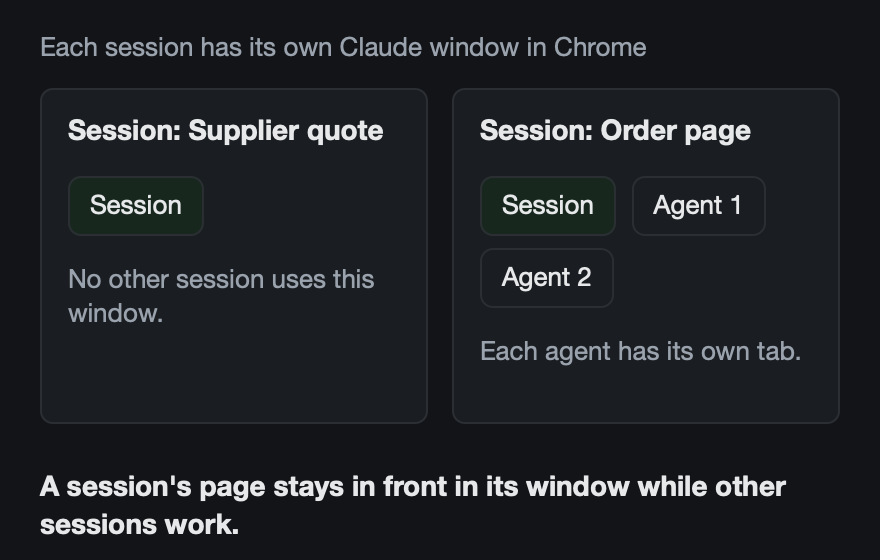 Each session has its own Claude window in Chrome
Session: Supplier quote
Session
No other session uses this
window.
Session: Order page
Session
Agent 1
Agent 2
Each agent has its own tab.
A session's page stays in front in its window while other
sessions work.